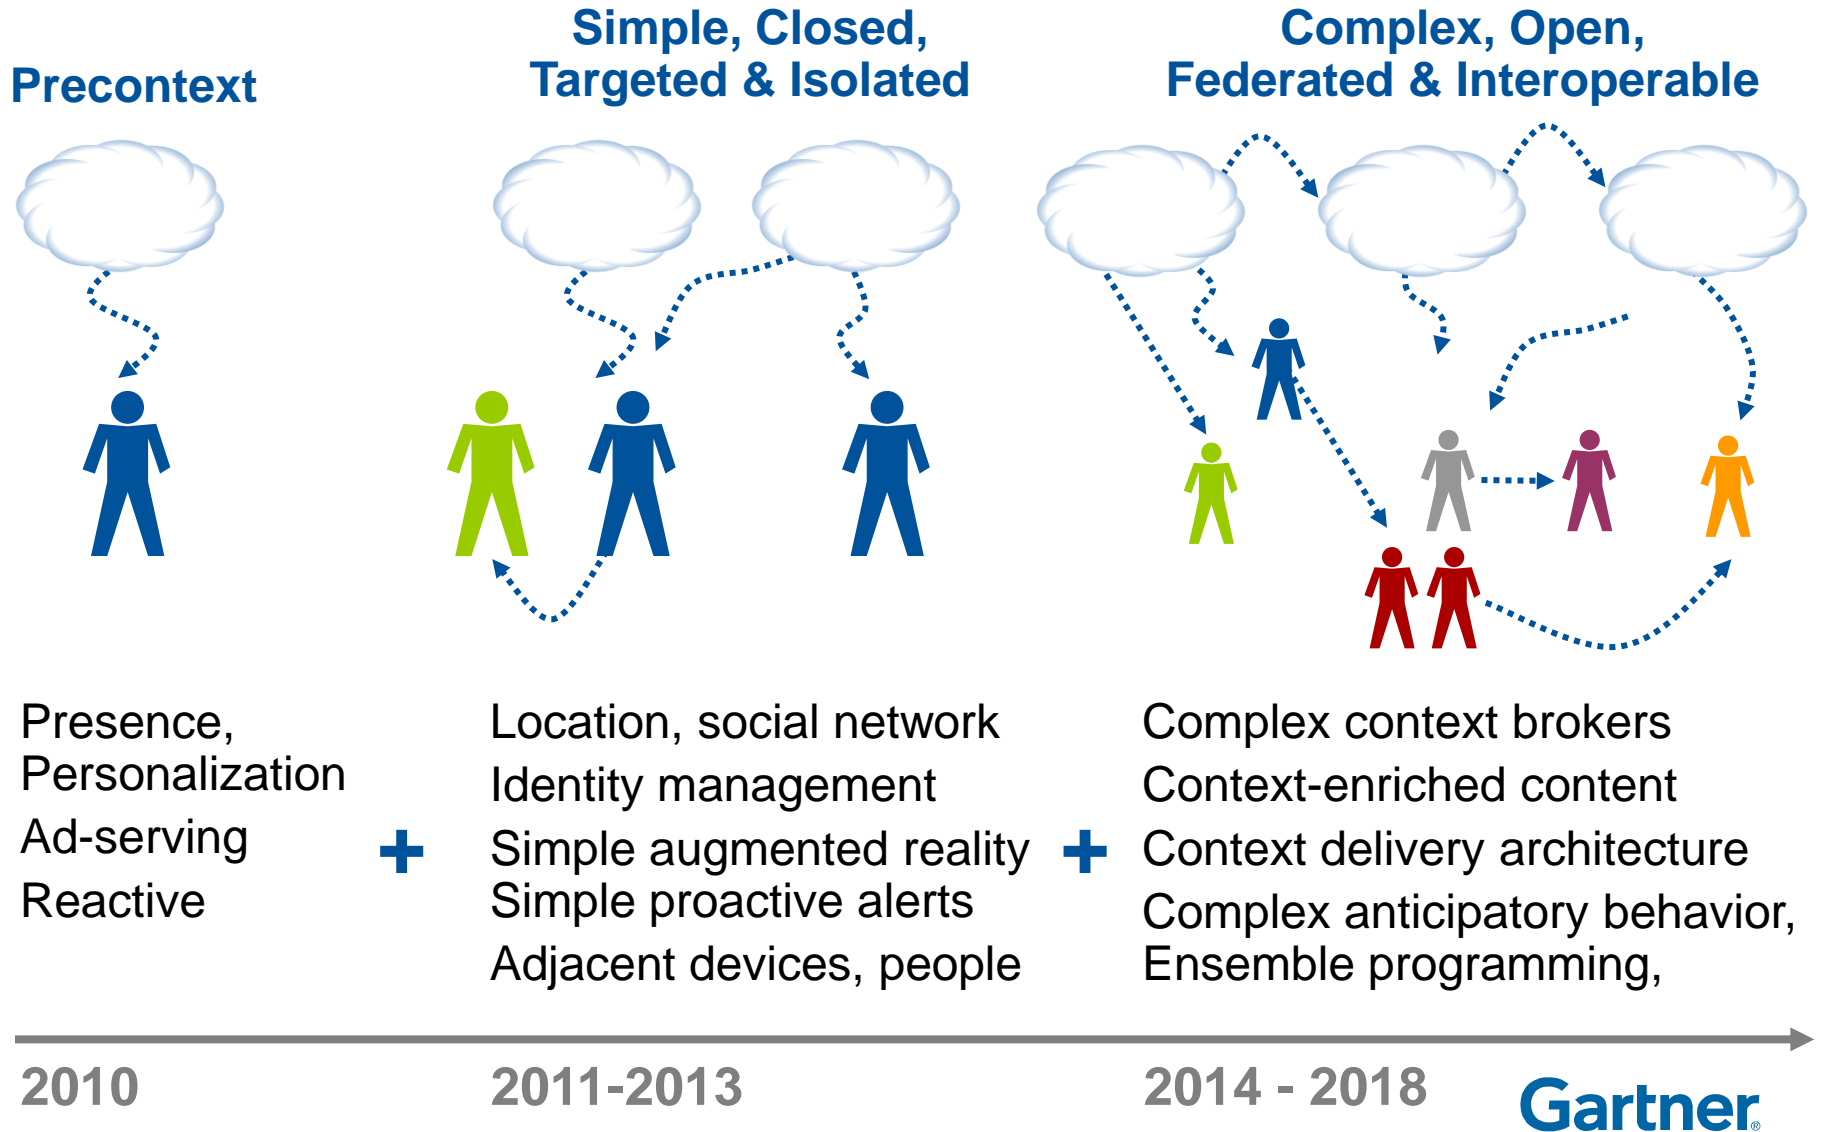 Precontext
Simple, Closed,
Targeted & Isolated
Complex, Open,
Federated & Interoperable
Presence,
Personalization
Ad-serving
Reactive
+
Location, social network
Identity management
Simple augmented reality
Simple proactive alerts
Adjacent devices, people
+
Complex context brokers
Context-enriched content
Context delivery architecture
Complex anticipatory behavior,
Ensemble programming,
2010
2011-2013
2014 - 2018
Gartner®